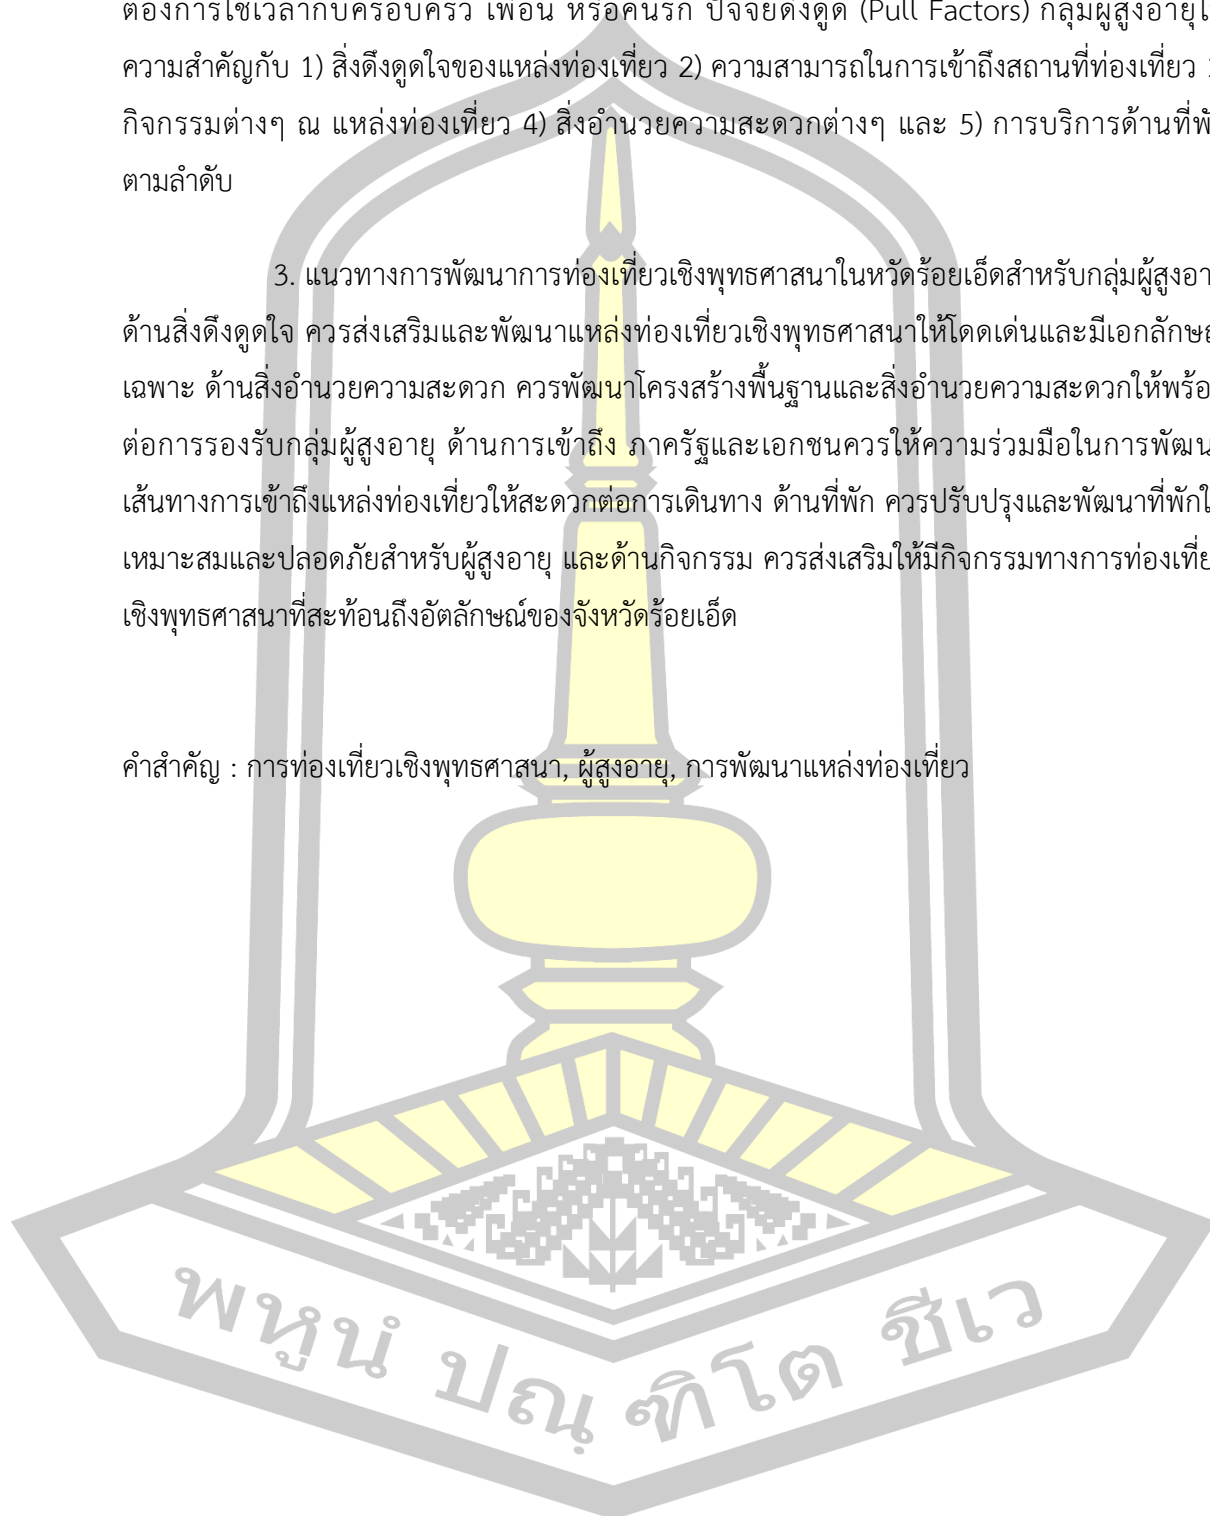 ต้องการใช้เวลากับครอบครัว เพื่อน หรือคนรัก ปัจจัยดึงดูด (Pull Factors) กลุ่มผู้สูงอายุ
ความสำคัญกับ 1) สิ่งดึงดูดใจของแหล่งท่องเที่ยว 2) ความสามารถในการเข้าถึงสถานที่ท่องเที่ยว
กิจกรรมต่างๆ ณ แหล่งท่องเที่ยว 4) สิ่งอำนวยความสะดวกต่างๆ และ 5) การบริการด้านที่พั
ตามลำดับ
3. แนวทางการพัฒนาการท่องเที่ยวเชิงพุทธศาสนาในหวัดร้อยเอ็ดสำหรับกลุ่มผู้สูงอา
ด้านสิ่งดึงดูดใจ ควรส่งเสริมและพัฒนาแหล่งท่องเที่ยวเชิงพุทธศาสนาให้โดดเด่นและมีเอกลักษ
เฉพาะ ด้านสิ่งอำนวยความสะดวก ควรพัฒนาโครงสร้างพื้นฐานและสิ่งอำนวยความสะดวกให้พร้อ
ต่อการรองรับกลุ่มผู้สูงอายุ ด้านการเข้าถึง ภาครัฐและเอกชนควรให้ความร่วมมือในการพัฒน
เส้นทางการเข้าถึงแหล่งท่องเที่ยวให้สะดวกต่อการเดินทาง ด้านที่พัก ควรปรับปรุงและพัฒนาที่พักใ
เหมาะสมและปลอดภัยสำหรับผู้สูงอายุ และด้านกิจกรรม ควรส่งเสริมให้มีกิจกรรมทางการท่องเที่ย
เชิงพุทธศาสนาที่สะท้อนถึงอัตลักษณ์ของจังหวัดร้อยเอ็ด
คำสำคัญ : การท่องเที่ยวเชิงพุทธศาสนา, ผู้สูงอายุ, การพัฒนาแหล่งท่องเที่ยว
พหูนํ ปณฺฑิโต ชีเว